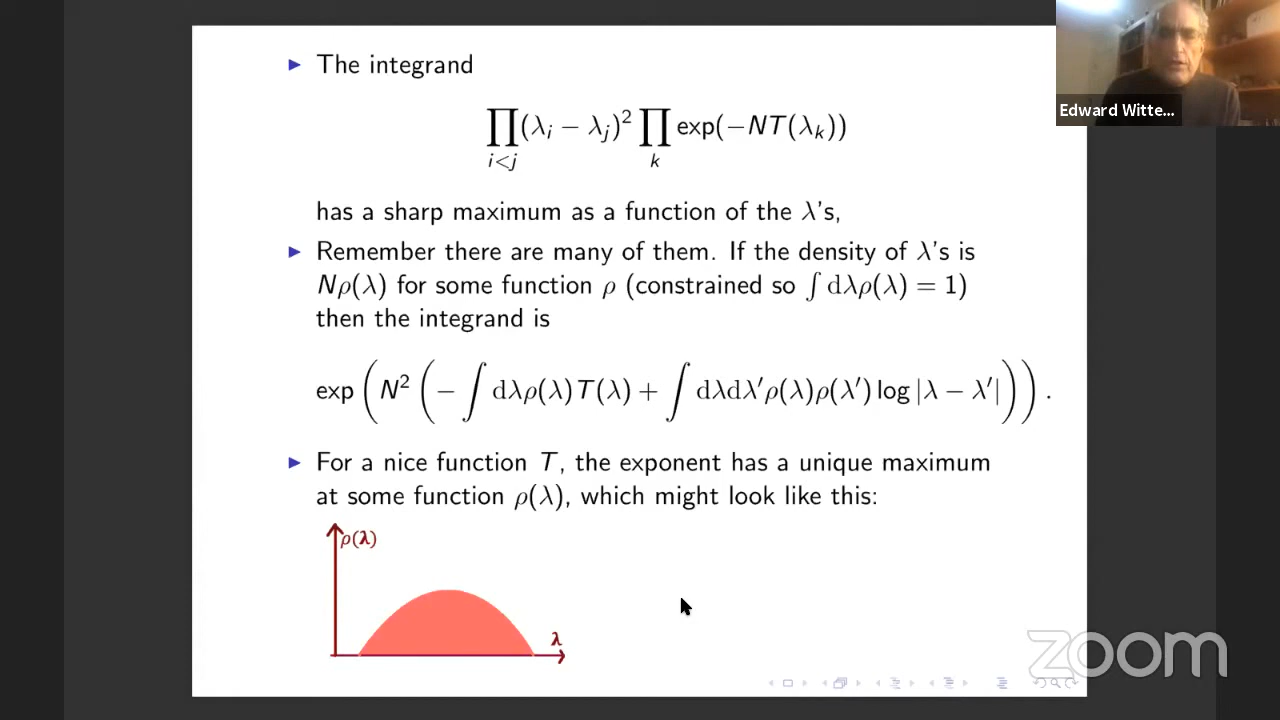 The integrand
∏_{i<j} (λ_i − λ_j)² ∏_k exp(−NT(λ_k))
has a sharp maximum as a function of the λ's,
Remember there are many of them. If the density of λ's is
Nρ(λ) for some function ρ (constrained so ∫ dλρ(λ) = 1)
then the integrand is
exp ( N² ( − ∫ dλρ(λ)T(λ) + ∫ dλdλ′ρ(λ)ρ(λ′) log |λ − λ′| ) ) .
For a nice function T, the exponent has a unique maximum
at some function ρ(λ), which might look like this:
ρ(λ)
λ
Edward Witte...
zoom